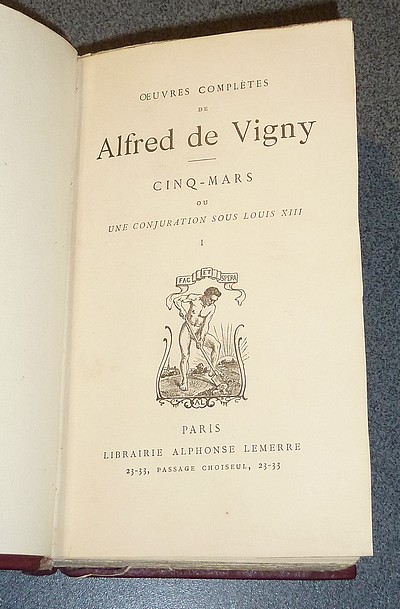 ŒUVRES COMPLÈTES
DE
Alfred de Vigny
CINQ-MARS
OU
UNE CONJURATION SOUS LOUIS XIII
I
FAC ET SPERA
AL
PARIS
LIBRAIRIE ALPHONSE LEMERRE
23-33, PASSAGE CHOISEUL, 23-33